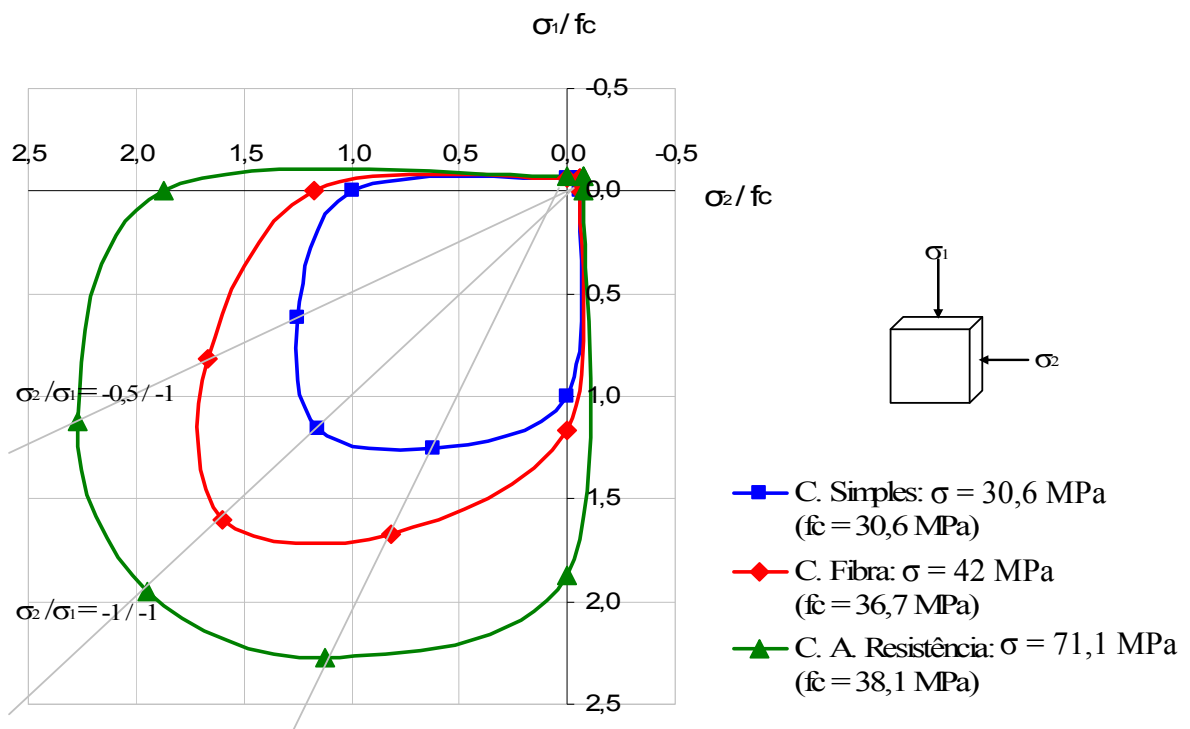 σ1/ fc
-0,5
2,5 2,0 1,5 1,0 0,5 0,0 -0,5
0,0
σ2/ fc
σ1
0,5
σ2
σ2/σ1= -0,5 / -1
1,0
1,5
C. Simples: σ = 30,6 MPa
(fc = 30,6 MPa)
C. Fibra: σ = 42 MPa
(fc = 36,7 MPa)
σ2/σ1= -1/ -1
2,0
C. A. Resistência: σ = 71,1 MPa
(fc = 38,1 MPa)
2,5